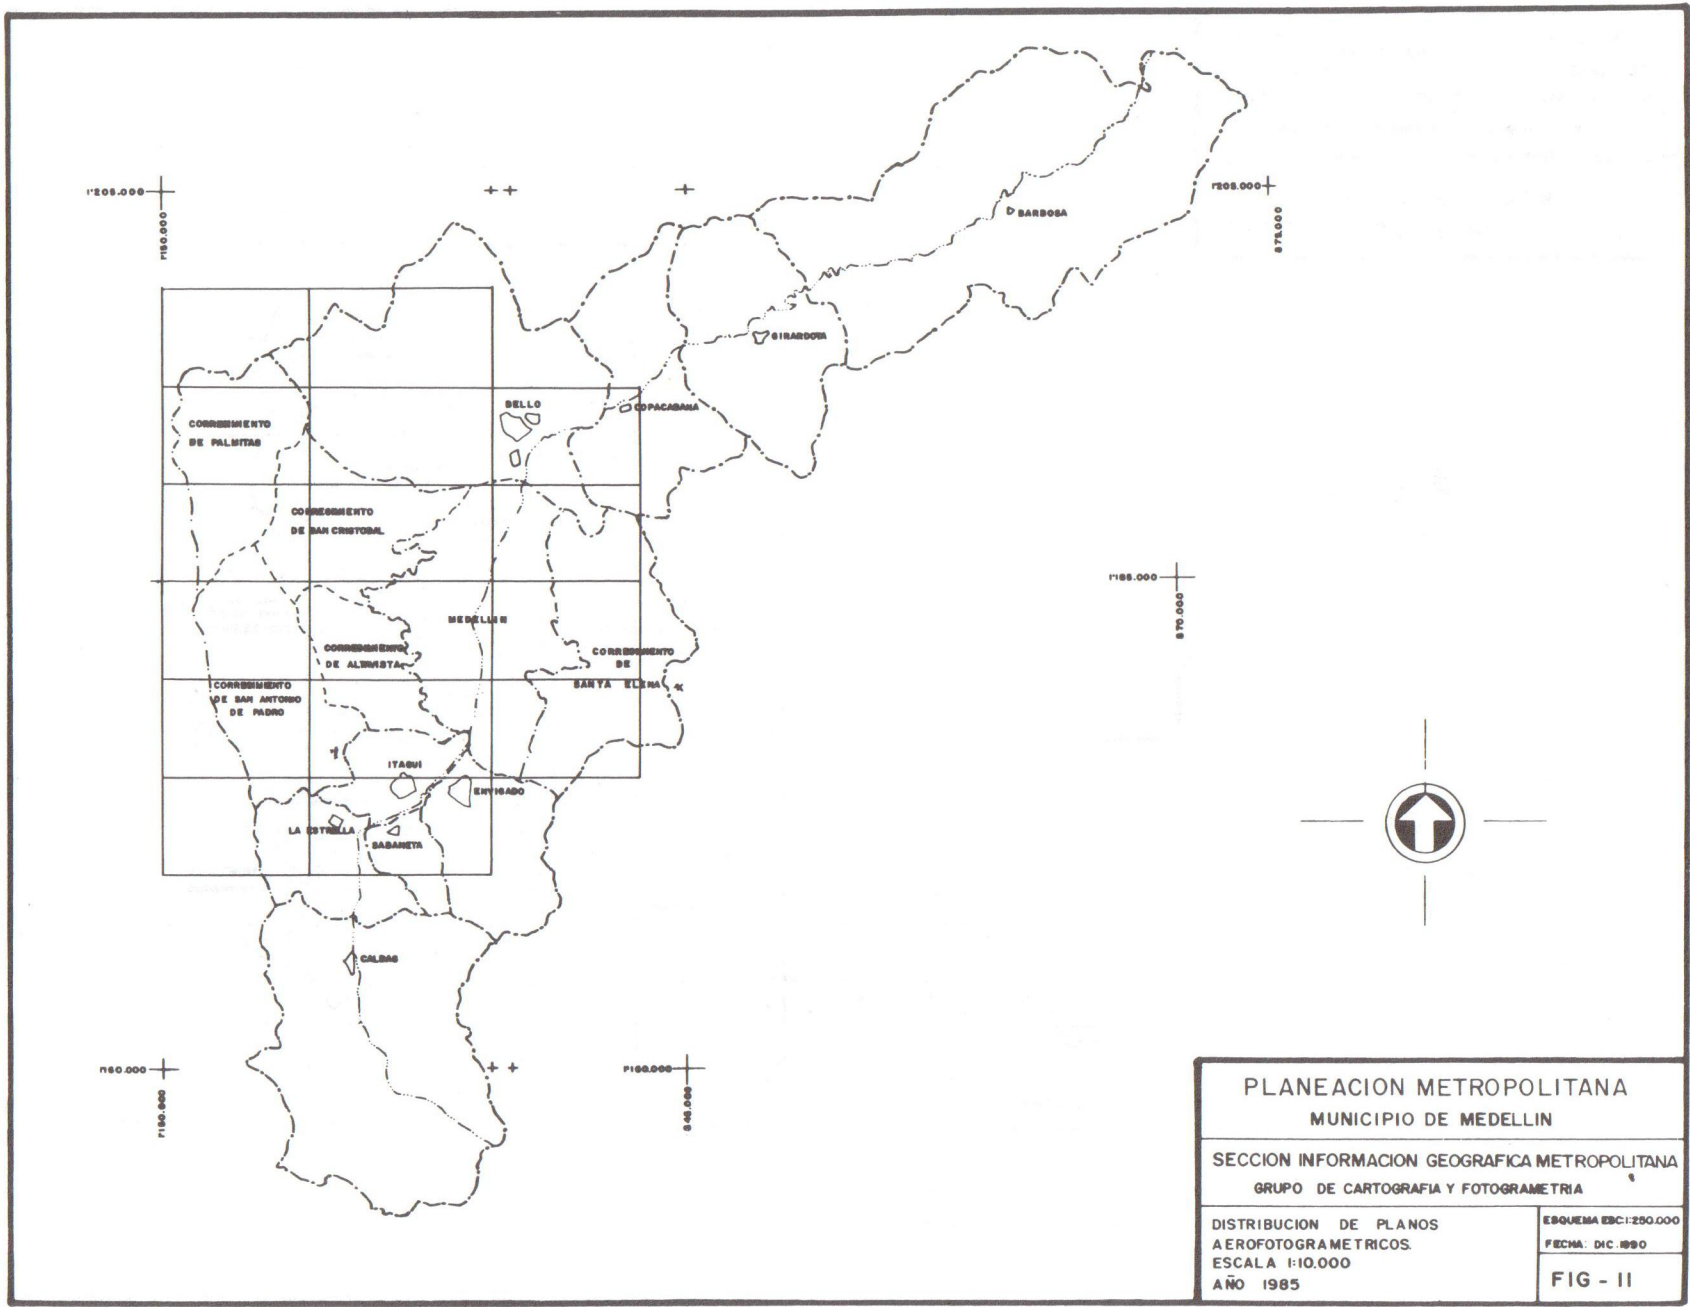 1'205.000
1'205.000
1'150.000
875.000
BARBOSA
GIRARDOTA
BELLO
COPACABANA
CORREGIMIENTO
DE PALMITAS
CORREGIMIENTO
DE SAN CRISTOBAL
1'185.000
870.000
MEDELLIN
CORREGIMIENTO
DE ALTAVISTA
CORREGIMIENTO
DE
SANTA ELENA
CORREGIMIENTO
DE SAN ANTONIO
DE PADRO
ITAGUI
ENVIGADO
LA ESTRELLA
SABANETA
CALDAS
1'160.000
1'160.000
845.000
PLANEACION METROPOLITANA
MUNICIPIO DE MEDELLIN
SECCION INFORMACION GEOGRAFICA METROPOLITANA
GRUPO DE CARTOGRAFIA Y FOTOGRAMETRIA
DISTRIBUCION DE PLANOS
AEROFOTOGRAMETRICOS.
ESCALA 1:10.000
AÑO 1985
ESQUEMA ESC:1:250.000
FECHA: DIC.1990
FIG - 11